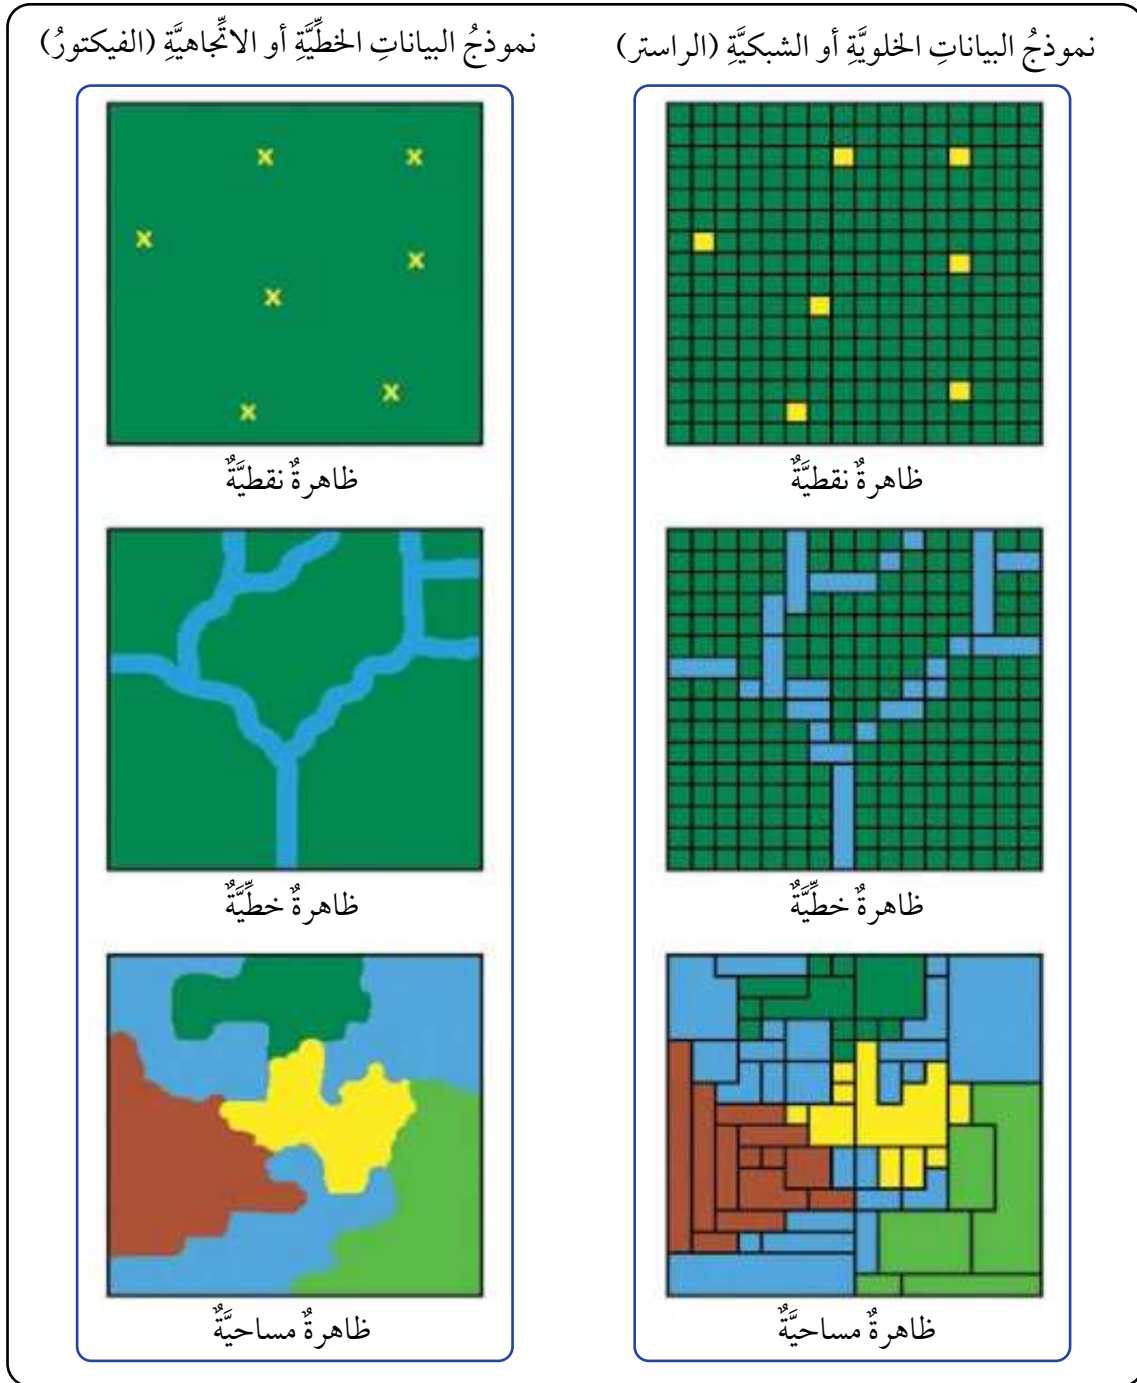 نموذجُ البياناتِ الخلويَّةِ أو الشبكيَّةِ (الراستر)
نموذجُ البياناتِ الخطِّيَّةِ أو الاتِّجاهيَّةِ (الفيكتورُ)
ظاهرةٌ نقطيَّةٌ
ظاهرةٌ نقطيَّةٌ
ظاهرةٌ خطِّيَّةٌ
ظاهرةٌ خطِّيَّةٌ
ظاهرةٌ مساحيَّةٌ
ظاهرةٌ مساحيَّةٌ